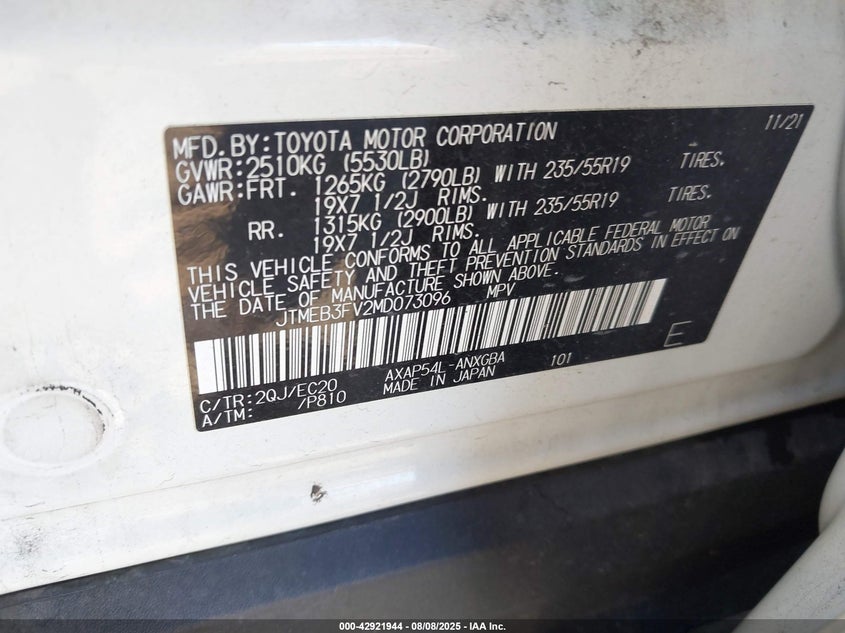 11/21
MFD.BY:TOYOTA MOTOR CORPORATION
GVWR:2510KG (5530LB)
GAWR:FRT. 1265KG (2790LB) WITH 235/55R19 TIRES.
19X7 1/2J RIMS.
RR. 1315KG (2900LB) WITH 235/55R19 TIRES.
19X7 1/2J RIMS.
THIS VEHICLE CONFORMS TO ALL APPLICABLE FEDERAL MOTOR
VEHICLE SAFETY AND THEFT PREVENTION STANDARDS IN EFFECT ON
THE DATE OF MANUFACTURE SHOWN ABOVE.
JTMEB3FV2MD073096 MPV
C/TR:2QJ/EC20 AXAP54L-ANXGBA 101 E
A/TM: /P810 MADE IN JAPAN
000-42921944 - 08/08/2025 - IAA Inc.